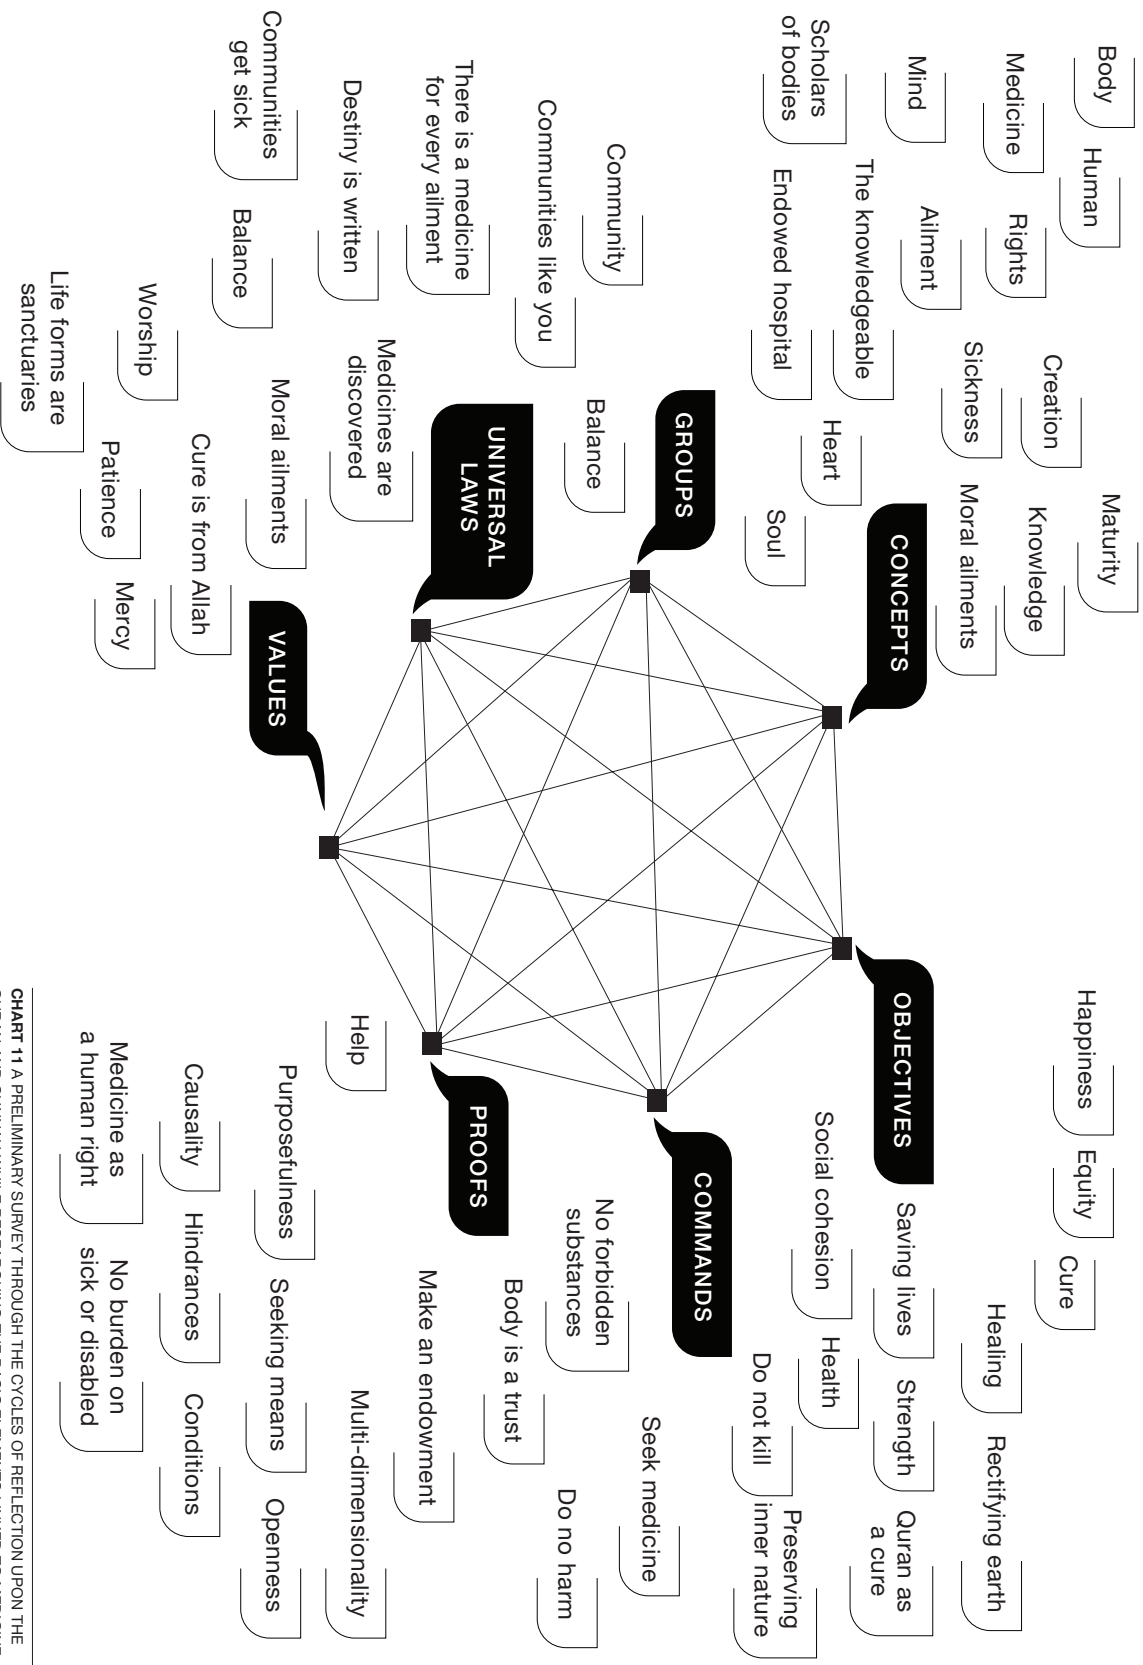 Body
Human
Medicine
Rights
Mind
Ailment
Scholars
of bodies
The knowledgeable
Endowed hospital
Creation
Sickness
Heart
Soul
Maturity
Knowledge
Moral ailments
CONCEPTS
Happiness
Equity
Cure
Healing
Rectifying earth
Saving lives
Strength
Quran as
a cure
Social cohesion
Health
Preserving
inner nature
OBJECTIVES
Community
Communities like you
Balance
GROUPS
Do not kill
Seek medicine
No forbidden
substances
Do no harm
Body is a trust
Make an endowment
COMMANDS
There is a medicine
for every ailment
Destiny is written
Medicines are
discovered
Communities
get sick
Balance
Moral ailments
UNIVERSAL
LAWS
Multi-dimensionality
Help
Purposefulness
Seeking means
Openness
Causality
Hindrances
Conditions
Medicine as
a human right
No burden on
sick or disabled
PROOFS
Cure is from Allah
Worship
Patience
Mercy
Life forms are
sanctuaries
VALUES
CHART 11 A PRELIMINARY SURVEY THROUGH THE CYCLES OF REFLECTION UPON THE